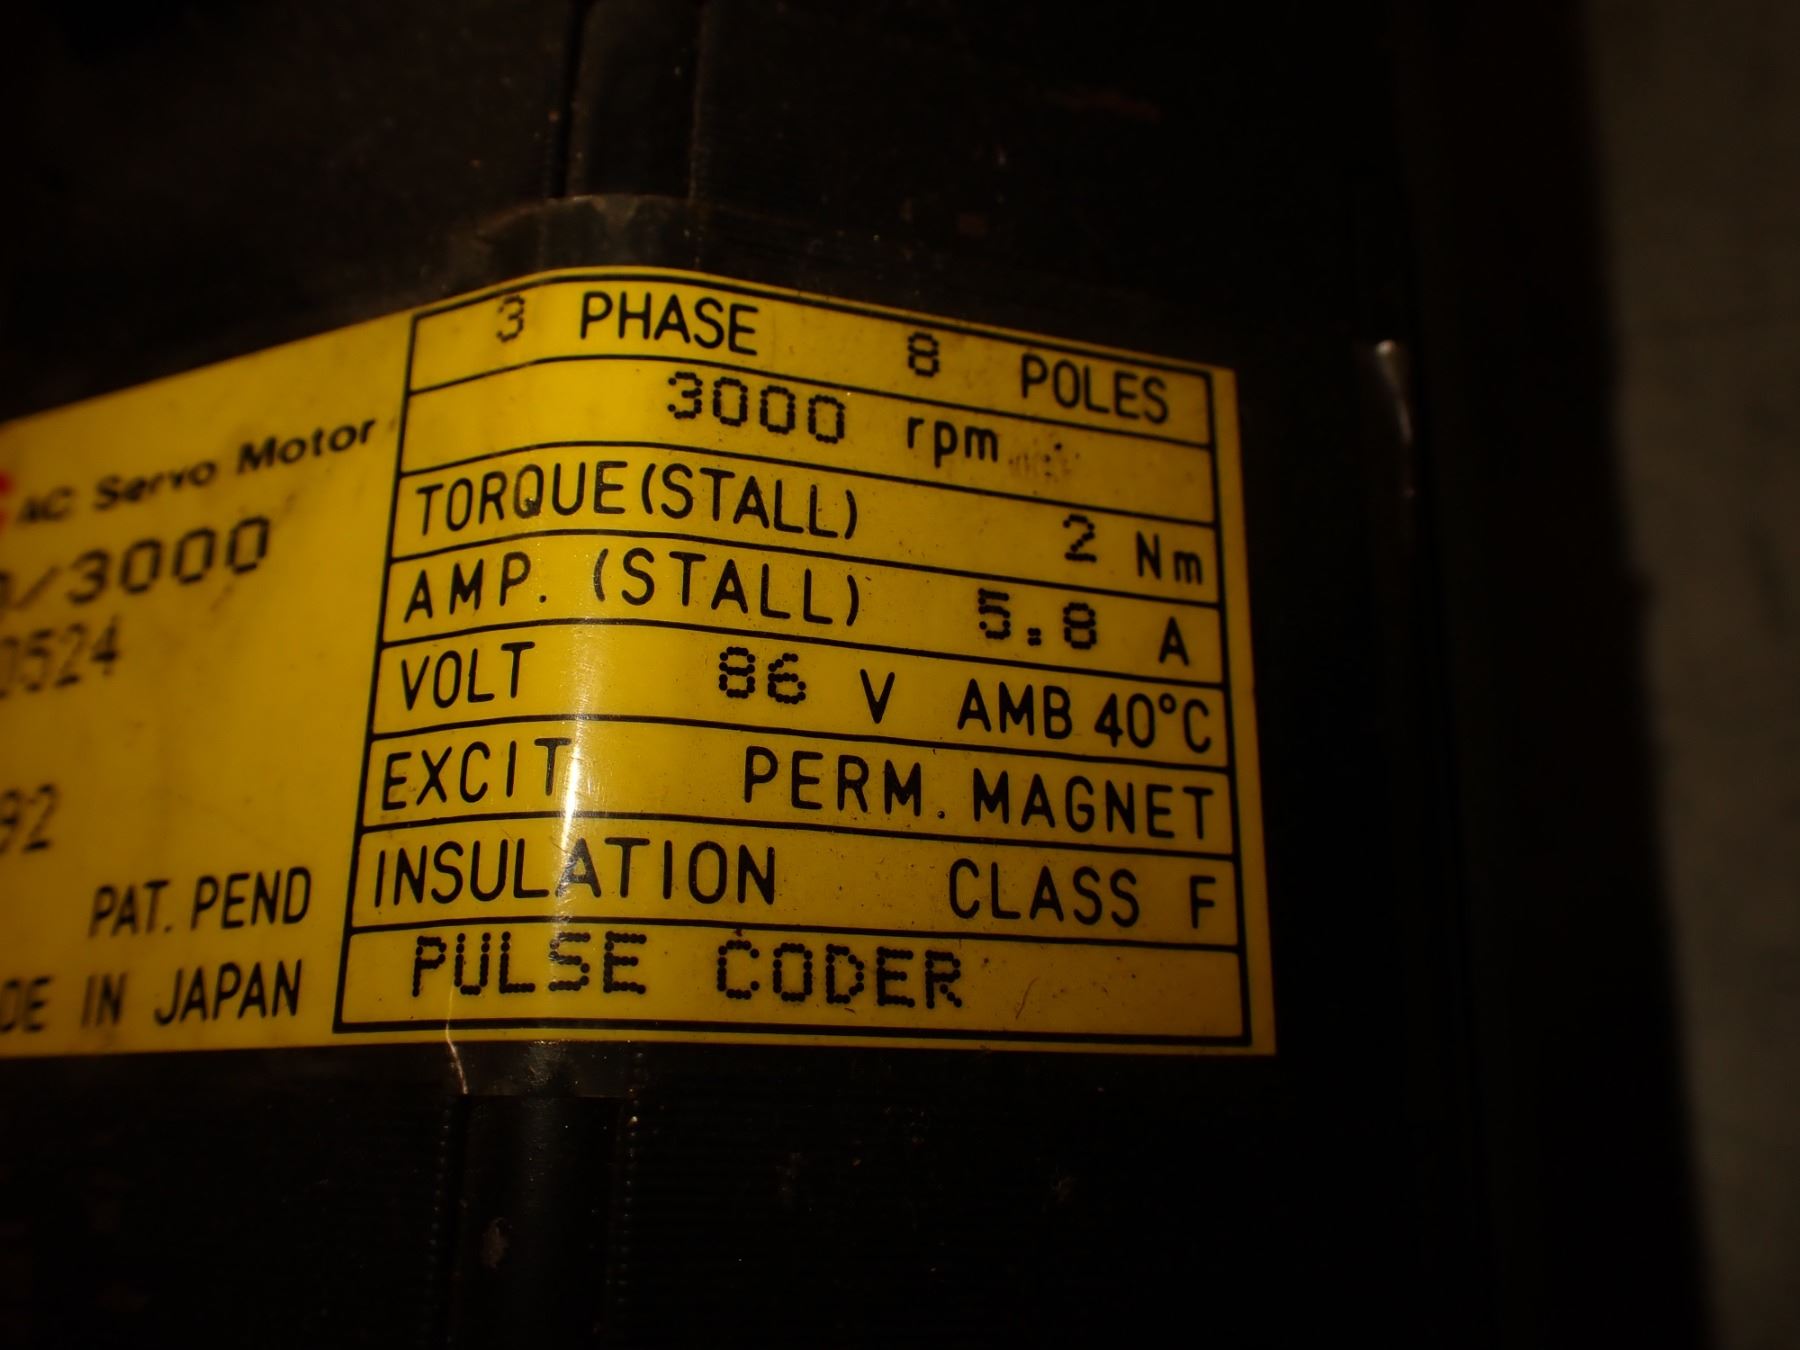 AC Servo Motor
/3000
0524
92
PAT. PEND
IN JAPAN
3 PHASE 8 POLES
3000 rpm
TORQUE(STALL) 2 Nm
AMP. (STALL) 5.8 A
VOLT 86 V AMB 40°C
EXCIT PERM. MAGNET
INSULATION CLASS F
PULSE CODER